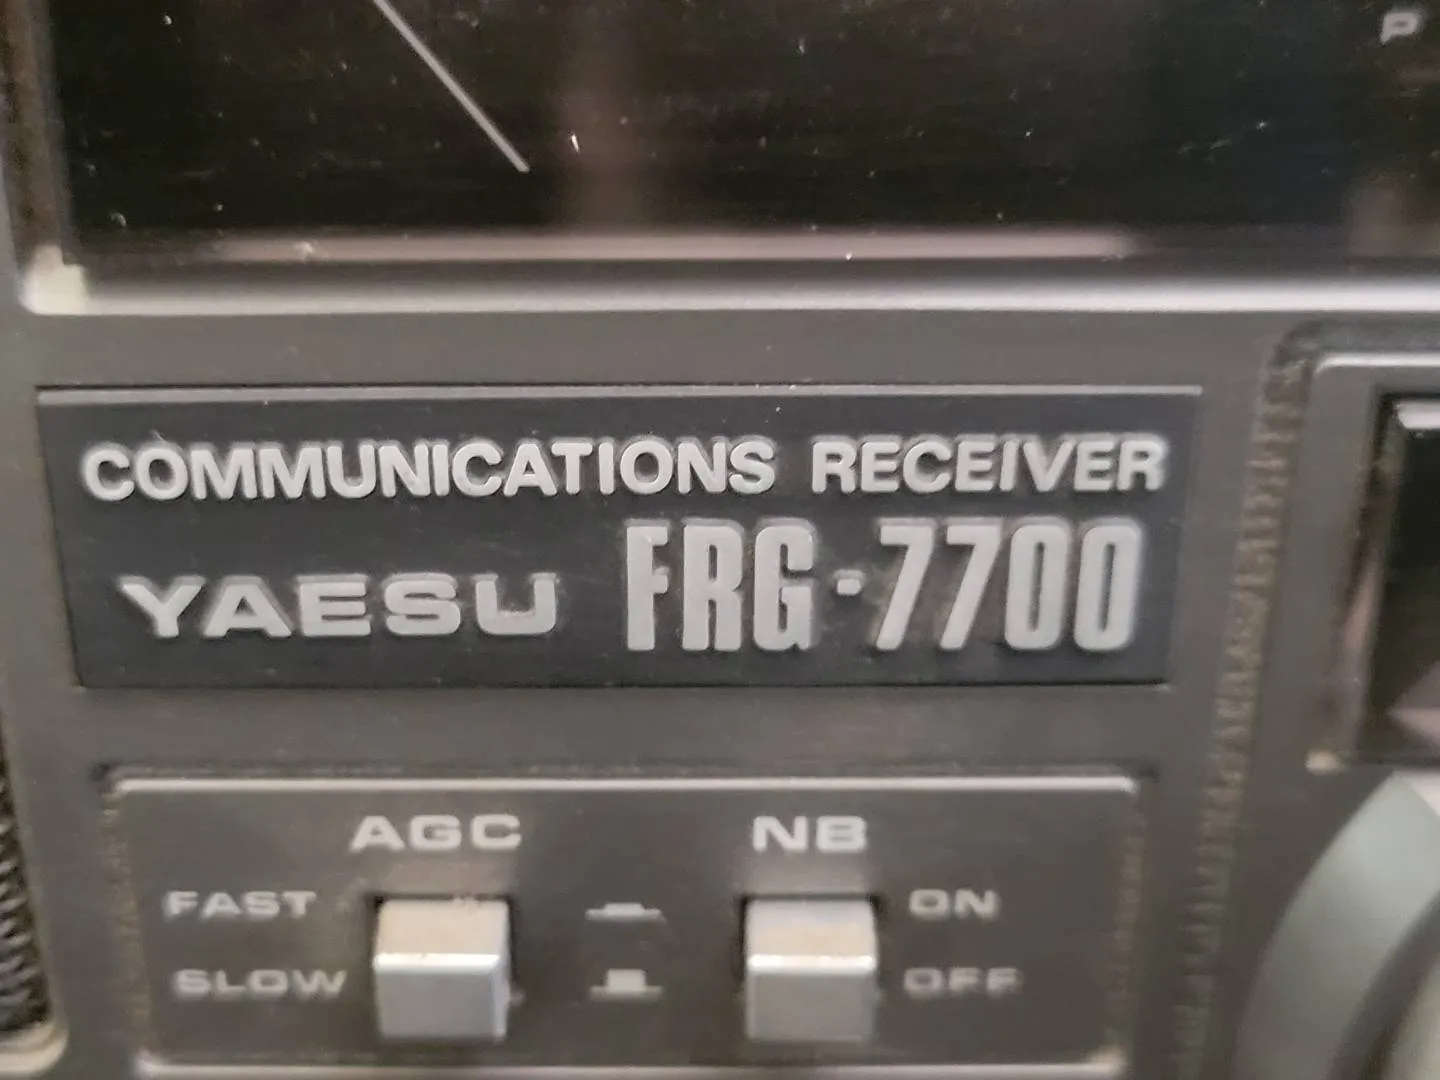 P
COMMUNICATIONS RECEIVER
YAESU FRG-7700
AGC NB
FAST ON
SLOW OFF